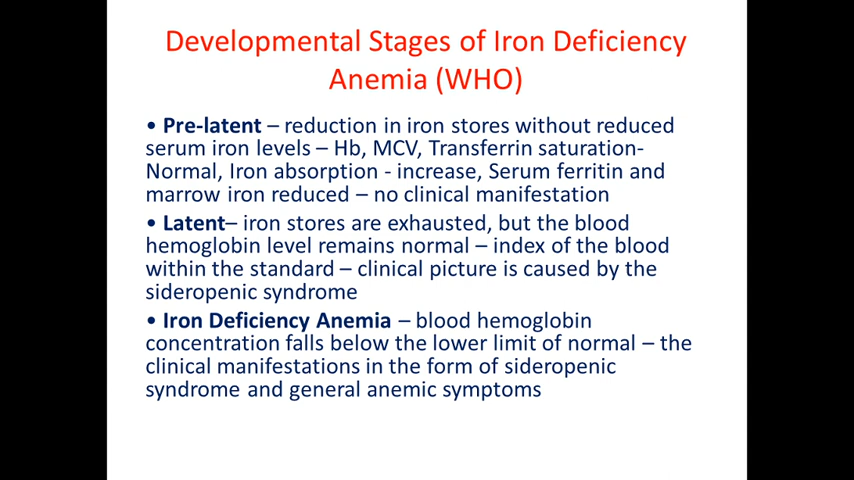 Developmental Stages of Iron Deficiency
Anemia (WHO)
• Pre-latent – reduction in iron stores without reduced
serum iron levels – Hb, MCV, Transferrin saturation-
Normal, Iron absorption - increase, Serum ferritin and
marrow iron reduced – no clinical manifestation
• Latent– iron stores are exhausted, but the blood
hemoglobin level remains normal – index of the blood
within the standard – clinical picture is caused by the
sideropenic syndrome
• Iron Deficiency Anemia – blood hemoglobin
concentration falls below the lower limit of normal – the
clinical manifestations in the form of sideropenic
syndrome and general anemic symptoms